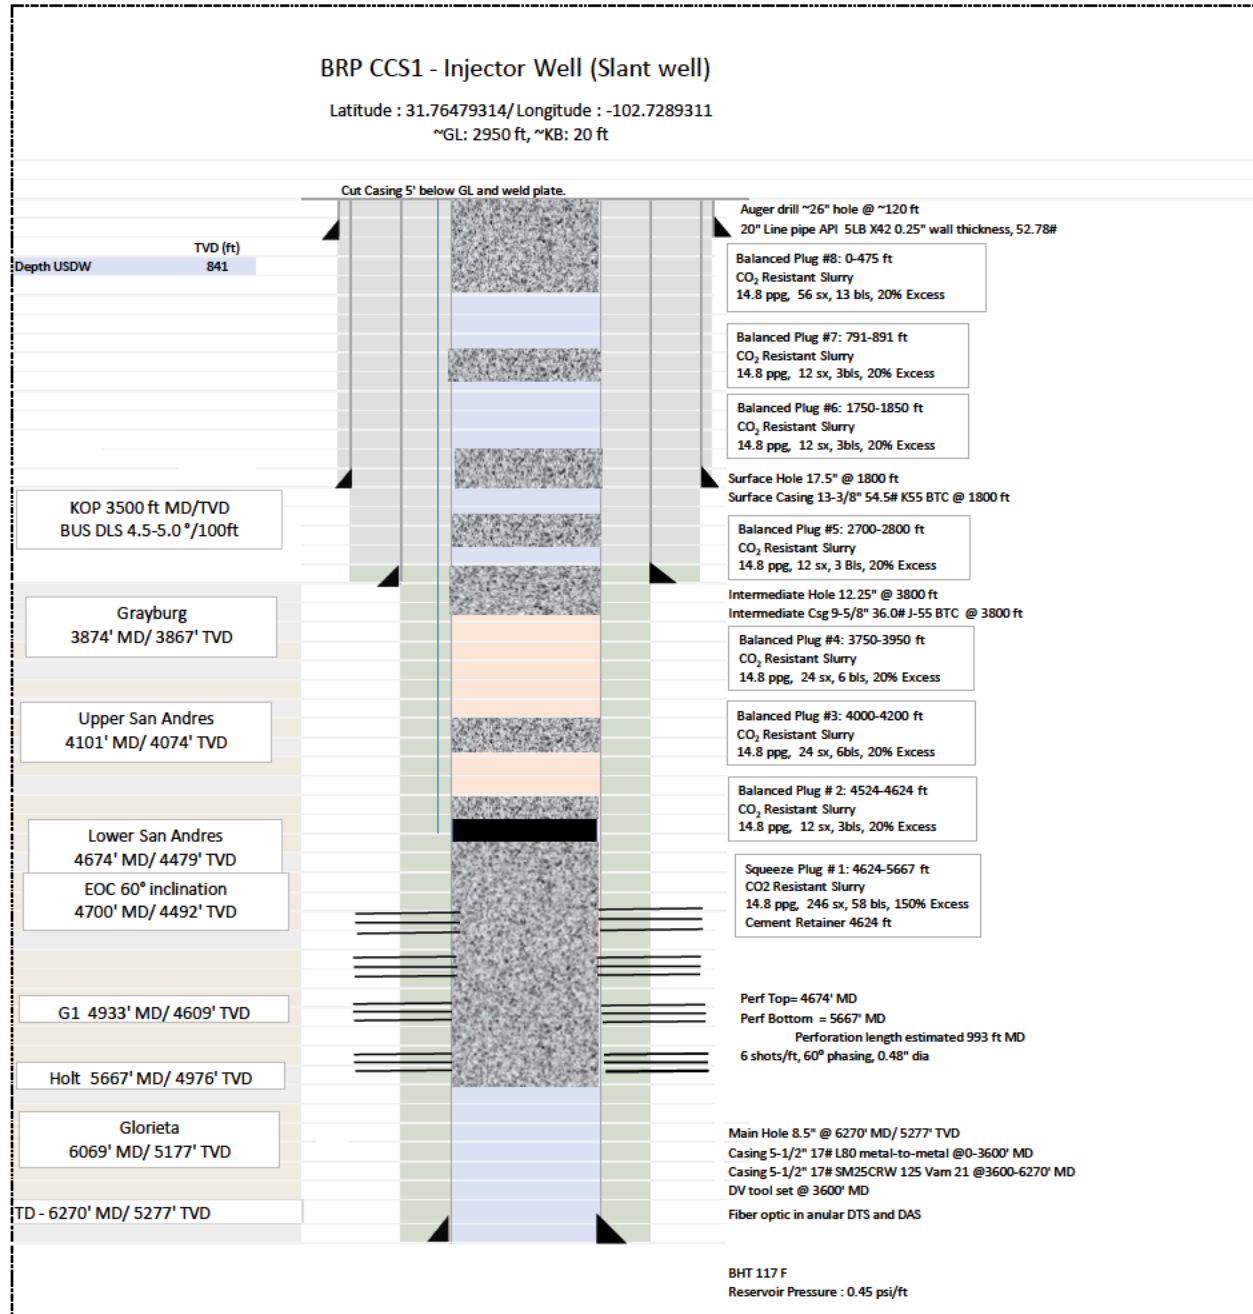 BRP CCS1 - Injector Well (Slant well)
Latitude : 31.76479314/ Longitude : -102.7289311
~GL: 2950 ft, ~KB: 20 ft
Cut Casing 5' below GL and weld plate.
TVD (ft)
Depth USDW 841
KOP 3500 ft MD/TVD
BUS DLS 4.5-5.0 °/100ft
Grayburg
3874' MD/ 3867' TVD
Upper San Andres
4101' MD/ 4074' TVD
Lower San Andres
4674' MD/ 4479' TVD
EOC 60° inclination
4700' MD/ 4492' TVD
G1 4933' MD/ 4609' TVD
Holt 5667' MD/ 4976' TVD
Glorieta
6069' MD/ 5177' TVD
TD - 6270' MD/ 5277' TVD
Auger drill ~26" hole @ ~120 ft
20" Line pipe API 5LB X42 0.25" wall thickness, 52.78#
Balanced Plug #8: 0-475 ft
CO₂ Resistant Slurry
14.8 ppg, 56 sx, 13 bls, 20% Excess
Balanced Plug #7: 791-891 ft
CO₂ Resistant Slurry
14.8 ppg, 12 sx, 3bls, 20% Excess
Balanced Plug #6: 1750-1850 ft
CO₂ Resistant Slurry
14.8 ppg, 12 sx, 3bls, 20% Excess
Surface Hole 17.5" @ 1800 ft
Surface Casing 13-3/8" 54.5# K55 BTC @ 1800 ft
Balanced Plug #5: 2700-2800 ft
CO₂ Resistant Slurry
14.8 ppg, 12 sx, 3 Bls, 20% Excess
Intermediate Hole 12.25" @ 3800 ft
Intermediate Csg 9-5/8" 36.0# J-55 BTC @ 3800 ft
Balanced Plug #4: 3750-3950 ft
CO₂ Resistant Slurry
14.8 ppg, 24 sx, 6 bls, 20% Excess
Balanced Plug #3: 4000-4200 ft
CO₂ Resistant Slurry
14.8 ppg, 24 sx, 6bls, 20% Excess
Balanced Plug # 2: 4524-4624 ft
CO₂ Resistant Slurry
14.8 ppg, 12 sx, 3bls, 20% Excess
Squeeze Plug # 1: 4624-5667 ft
CO2 Resistant Slurry
14.8 ppg, 246 sx, 58 bls, 150% Excess
Cement Retainer 4624 ft
Perf Top= 4674' MD
Perf Bottom = 5667' MD
Perforation length estimated 993 ft MD
6 shots/ft, 60⁰ phasing, 0.48" dia
Main Hole 8.5" @ 6270' MD/ 5277' TVD
Casing 5-1/2" 17# L80 metal-to-metal @0-3600' MD
Casing 5-1/2" 17# SM25CRW 125 Vam 21 @3600-6270' MD
DV tool set @ 3600' MD
Fiber optic in anular DTS and DAS
BHT 117 F
Reservoir Pressure : 0.45 psi/ft